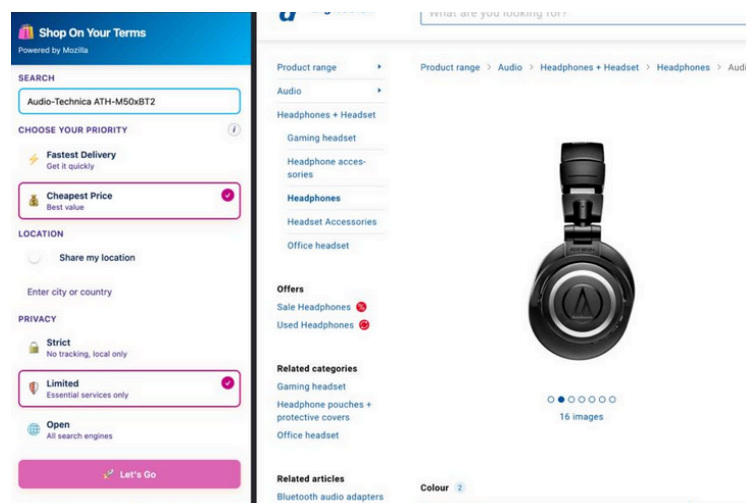 Shop On Your Terms
Powered by Mozilla
SEARCH
Audio-Technica ATH-M50xBT2
CHOOSE YOUR PRIORITY
i
Fastest Delivery
Get it quickly
Cheapest Price
Best value
LOCATION
Share my location
Enter city or country
PRIVACY
Strict
No tracking, local only
Limited
Essential services only
Open
All search engines
Let's Go
What are you looking for?
Product range > Audio > Headphones + Headset > Headphones > Audi
Product range
Audio
Headphones + Headset
Gaming headset
Headphone acces-
sories
Headphones
Headset Accessories
Office headset
Offers
Sale Headphones %
Used Headphones
Related categories
Gaming headset
Headphone pouches +
protective covers
Office headset
Related articles
Bluetooth audio adapters
16 images
Colour 2